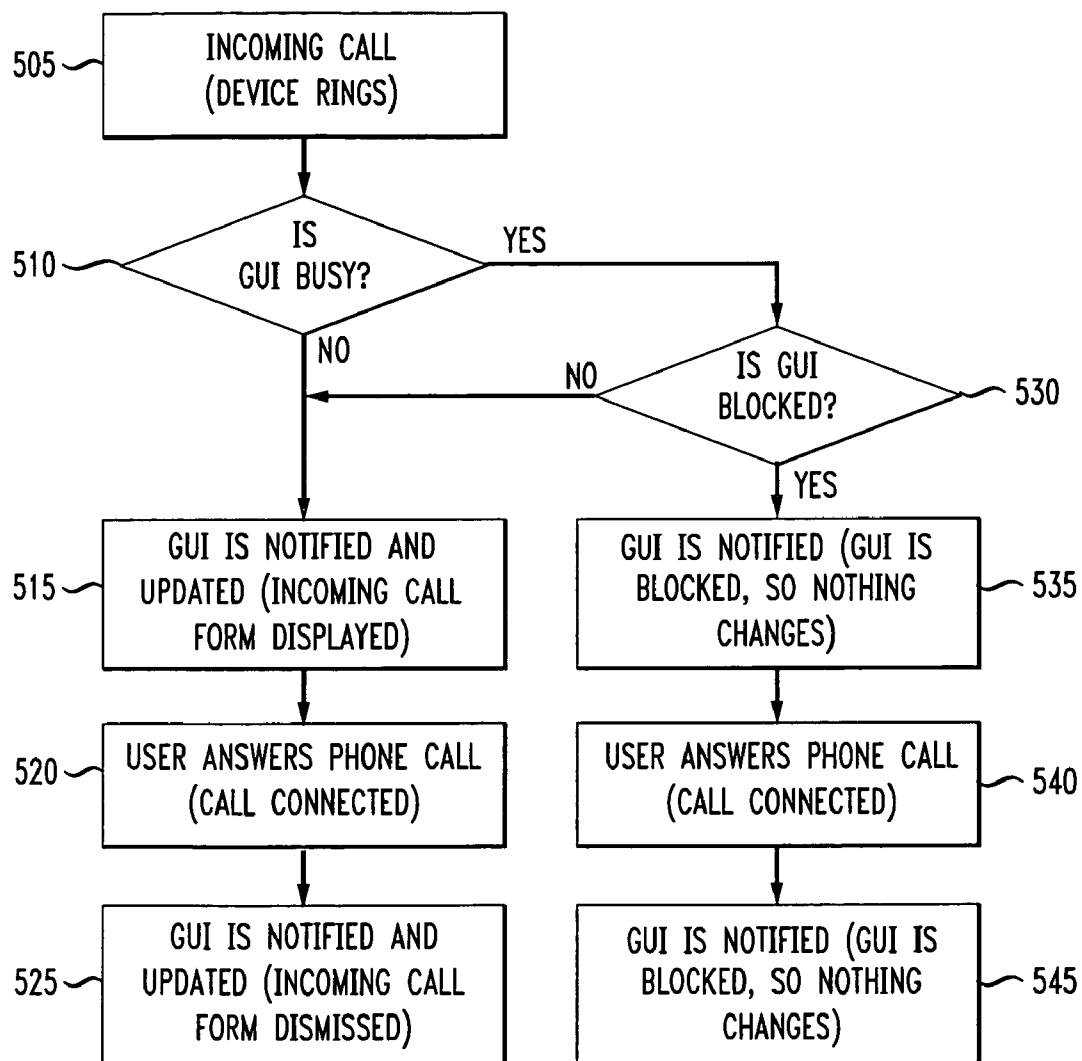 505
INCOMING CALL
(DEVICE RINGS)
510
IS
GUI BUSY?
YES
NO
IS GUI
BLOCKED?
530
NO
YES
515
GUI IS NOTIFIED AND
UPDATED (INCOMING CALL
FORM DISPLAYED)
GUI IS NOTIFIED (GUI IS
BLOCKED, SO NOTHING
CHANGES)
535
520
USER ANSWERS PHONE CALL
(CALL CONNECTED)
USER ANSWERS PHONE CALL
(CALL CONNECTED)
540
525
GUI IS NOTIFIED AND
UPDATED (INCOMING CALL
FORM DISMISSED)
GUI IS NOTIFIED (GUI IS
BLOCKED, SO NOTHING
CHANGES)
545